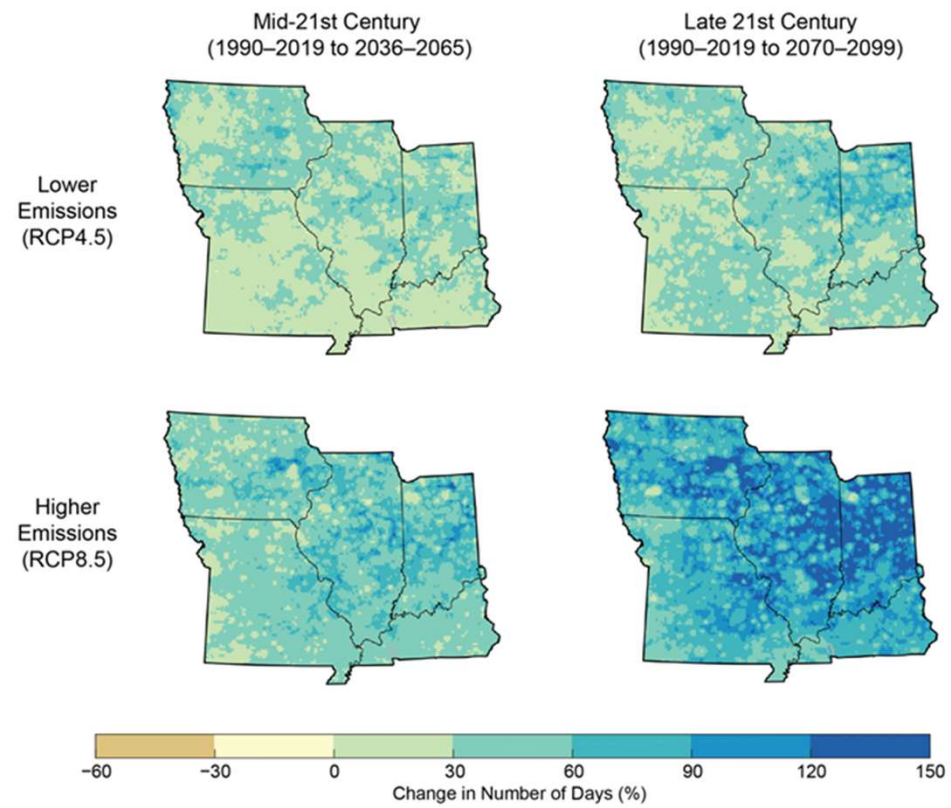 Mid-21st Century
(1990–2019 to 2036–2065)
Late 21st Century
(1990–2019 to 2070–2099)
Lower
Emissions
(RCP4.5)
Higher
Emissions
(RCP8.5)
−60 −30 0 30 60 90 120 150
Change in Number of Days (%)